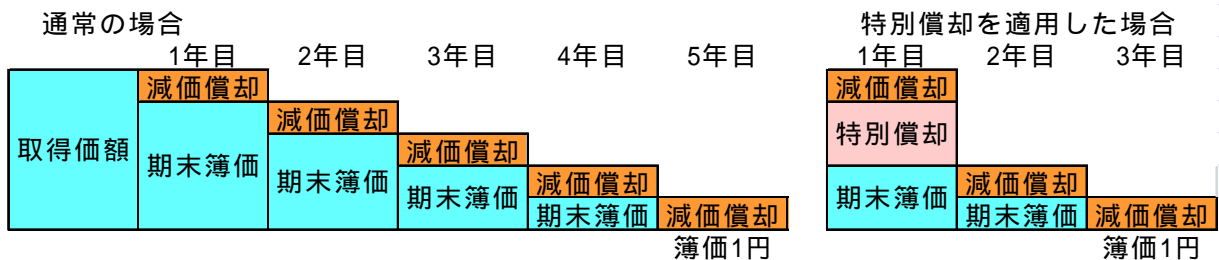 通常の場合
特別償却を適用した場合
1年目 2年目 3年目 4年目 5年目
1年目 2年目 3年目
取得価額
減価償却
期末簿価
減価償却
期末簿価
減価償却
期末簿価
減価償却
期末簿価
減価償却
簿価1円
減価償却
特別償却
期末簿価
減価償却
期末簿価
減価償却
簿価1円